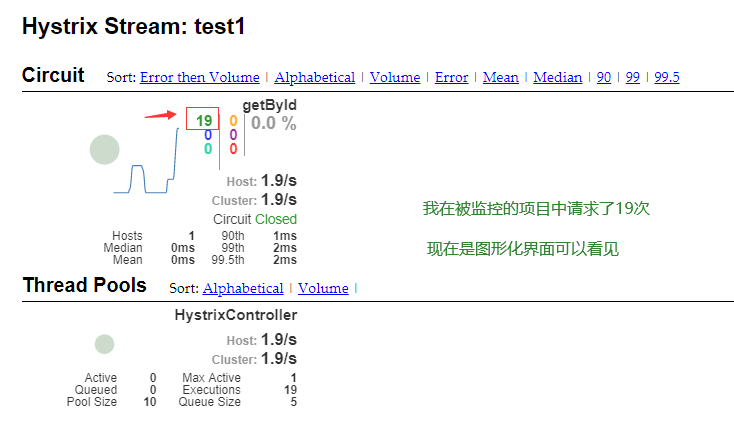 Hystrix Stream: test1
Circuit Sort: Error then Volume | Alphabetical | Volume | Error | Mean | Median | 90 | 99 | 99.5
getById
19 0 0.0 %
0 0
0 0
Host: 1.9/s
Cluster: 1.9/s
Circuit Closed
Hosts 1 90th 1ms
Median 0ms 99th 2ms
Mean 0ms 99.5th 2ms
我在被监控的项目中请求了19次
现在是图形化界面可以看见
Thread Pools Sort: Alphabetical | Volume |
HystrixController
Host: 1.9/s
Cluster: 1.9/s
Active 0 Max Active 1
Queued 0 Executions 19
Pool Size 10 Queue Size 5